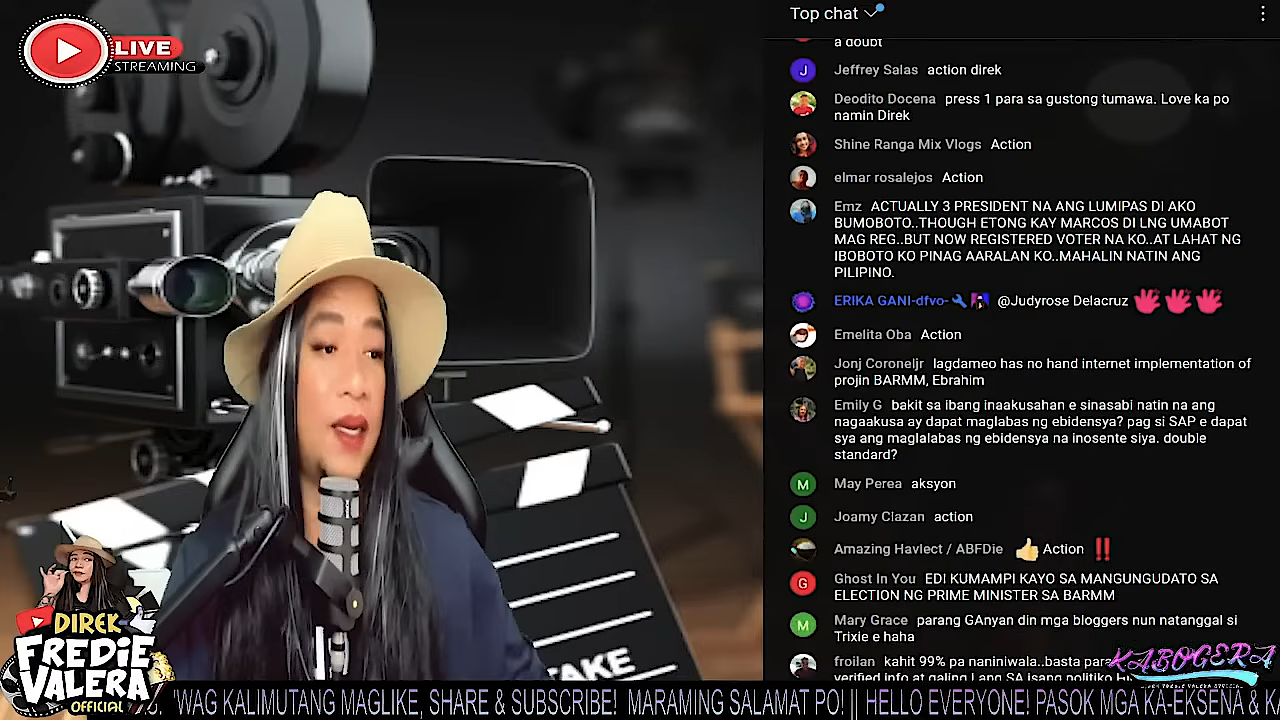 LIVE
STREAMING
Top chat
a doubt
Jeffrey Salas action direk
Deodito Docena press 1 para sa gustong tumawa. Love ka po
namin Direk
Shine Ranga Mix Vlogs Action
elmar rosalejos Action
Emz ACTUALLY 3 PRESIDENT NA ANG LUMIPAS DI AKO
BUMOBOTO..THOUGH ETONG KAY MARCOS DI LNG UMABOT
MAG REG..BUT NOW REGISTERED VOTER NA KO..AT LAHAT NG
IBOBOTO KO PINAG AARALAN KO..MAHALIN NATIN ANG
PILIPINO.
ERIKA GANI-dfvo- @Judyrose Delacruz
Emelita Oba Action
Jonj Coroneljr lagdameo has no hand internet implementation of
projin BARMM, Ebrahim
Emily G bakit sa ibang inaakusahan e sinasabi natin na ang
nagaakusa ay dapat maglabas ng ebidensya? pag si SAP e dapat
sya ang maglalabas ng ebidensya na inosente siya. double
standard?
M May Perea aksyon
J Joamy Clazan action
Amazing Havlect / ABFDie Action
G Ghost In You EDI KUMAMPI KAYO SA MANGUNGUDATO SA
ELECTION NG PRIME MINISTER SA BARMM
M Mary Grace parang GAnyan din mga bloggers nun natanggal si
Trixie e haha
froilan kahit 99% pa naniniwala..basta para
verified info at galing Lang SA isang politiko
KABOGERA
TAKE
DIREK
FREDIE
VALERA
OFFICIAL
'WAG KALIMUTANG MAGLIKE, SHARE & SUBSCRIBE! MARAMING SALAMAT PO! || HELLO EVERYONE! PASOK MGA KA-EKSENA &